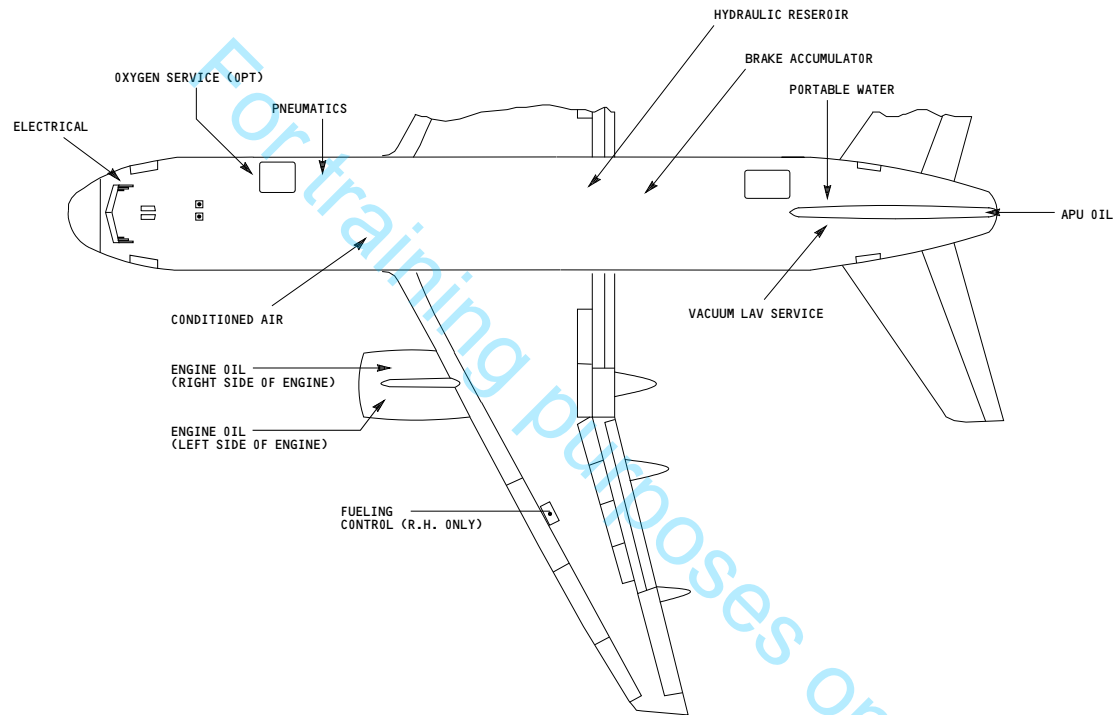 HYDRAULIC RESEROIR
BRAKE ACCUMULATOR
OXYGEN SERVICE (OPT)
PORTABLE WATER
PNEUMATICS
ELECTRICAL
APU OIL
CONDITIONED AIR
VACUUM LAV SERVICE
ENGINE OIL
(RIGHT SIDE OF ENGINE)
ENGINE OIL
(LEFT SIDE OF ENGINE)
FUELING
CONTROL (R.H. ONLY)
For training purposes on